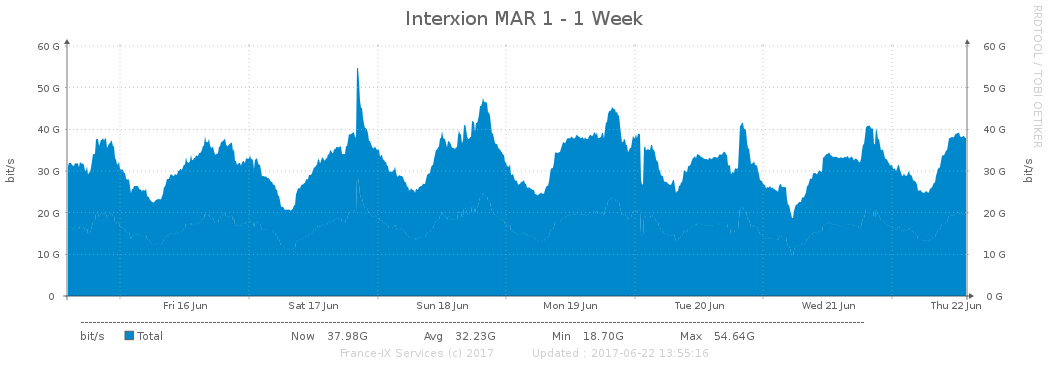 Interxion MAR 1 - 1 Week
RRDTOOL / TOBI OETIKER
bit/s
60 G 60 G
50 G 50 G
40 G 40 G
30 G 30 G
20 G 20 G
10 G 10 G
0 0 G
bit/s
Fri 16 Jun Sat 17 Jun Sun 18 Jun Mon 19 Jun Tue 20 Jun Wed 21 Jun Thu 22 Jun
bit/s Total Now 37.98G Avg 32.23G Min 18.70G Max 54.64G
France-IX Services (c) 2017 Updated : 2017-06-22 13:55:16